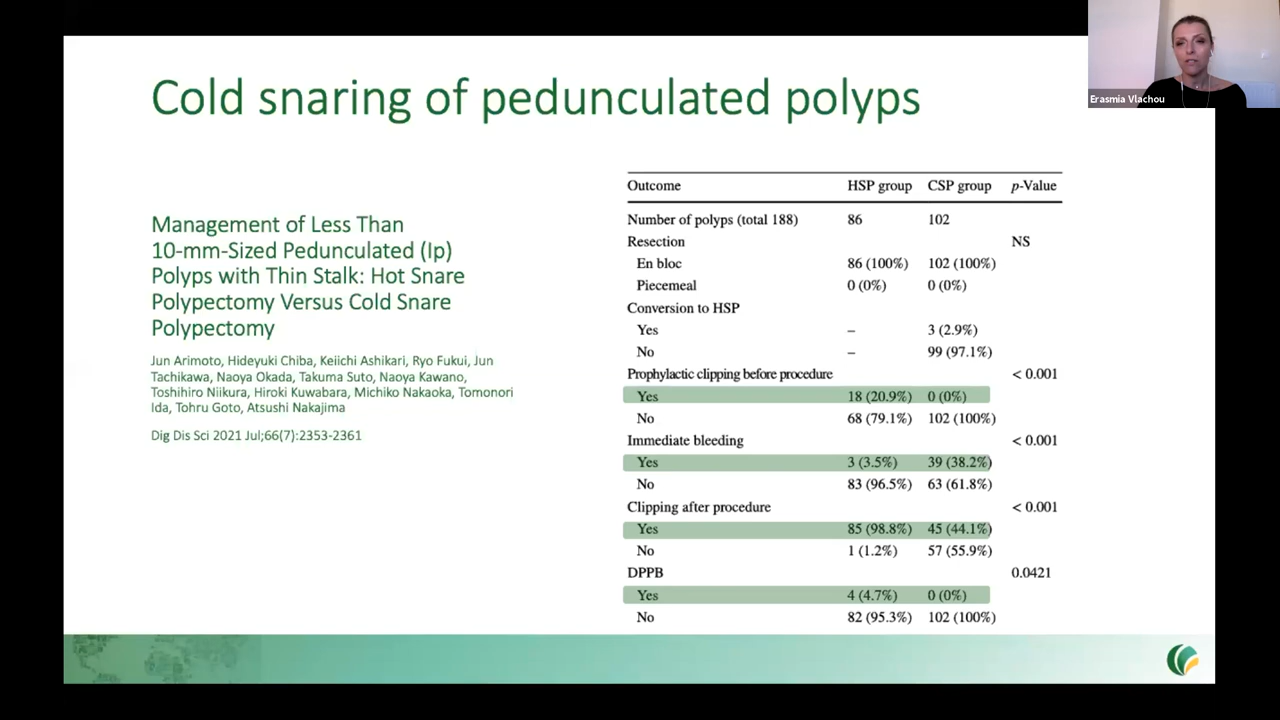 Cold snaring of pedunculated polyps
Erasmia Vlachou
Management of Less Than
10-mm-Sized Pedunculated (Ip)
Polyps with Thin Stalk: Hot Snare
Polypectomy Versus Cold Snare
Polypectomy
Jun Arimoto, Hideyuki Chiba, Keiichi Ashikari, Ryo Fukui, Jun
Tachikawa, Naoya Okada, Takuma Suto, Naoya Kawano,
Toshihiro Niikura, Hiroki Kuwabara, Michiko Nakaoka, Tomonori
Ida, Tohru Goto, Atsushi Nakajima
Dig Dis Sci 2021 Jul;66(7):2353-2361
Outcome HSP group CSP group p-Value
Number of polyps (total 188) 86 102
Resection NS
En bloc 86 (100%) 102 (100%)
Piecemeal 0 (0%) 0 (0%)
Conversion to HSP
Yes – 3 (2.9%)
No – 99 (97.1%)
Prophylactic clipping before procedure < 0.001
Yes 18 (20.9%) 0 (0%)
No 68 (79.1%) 102 (100%)
Immediate bleeding < 0.001
Yes 3 (3.5%) 39 (38.2%)
No 83 (96.5%) 63 (61.8%)
Clipping after procedure < 0.001
Yes 85 (98.8%) 45 (44.1%)
No 1 (1.2%) 57 (55.9%)
DPPB 0.0421
Yes 4 (4.7%) 0 (0%)
No 82 (95.3%) 102 (100%)